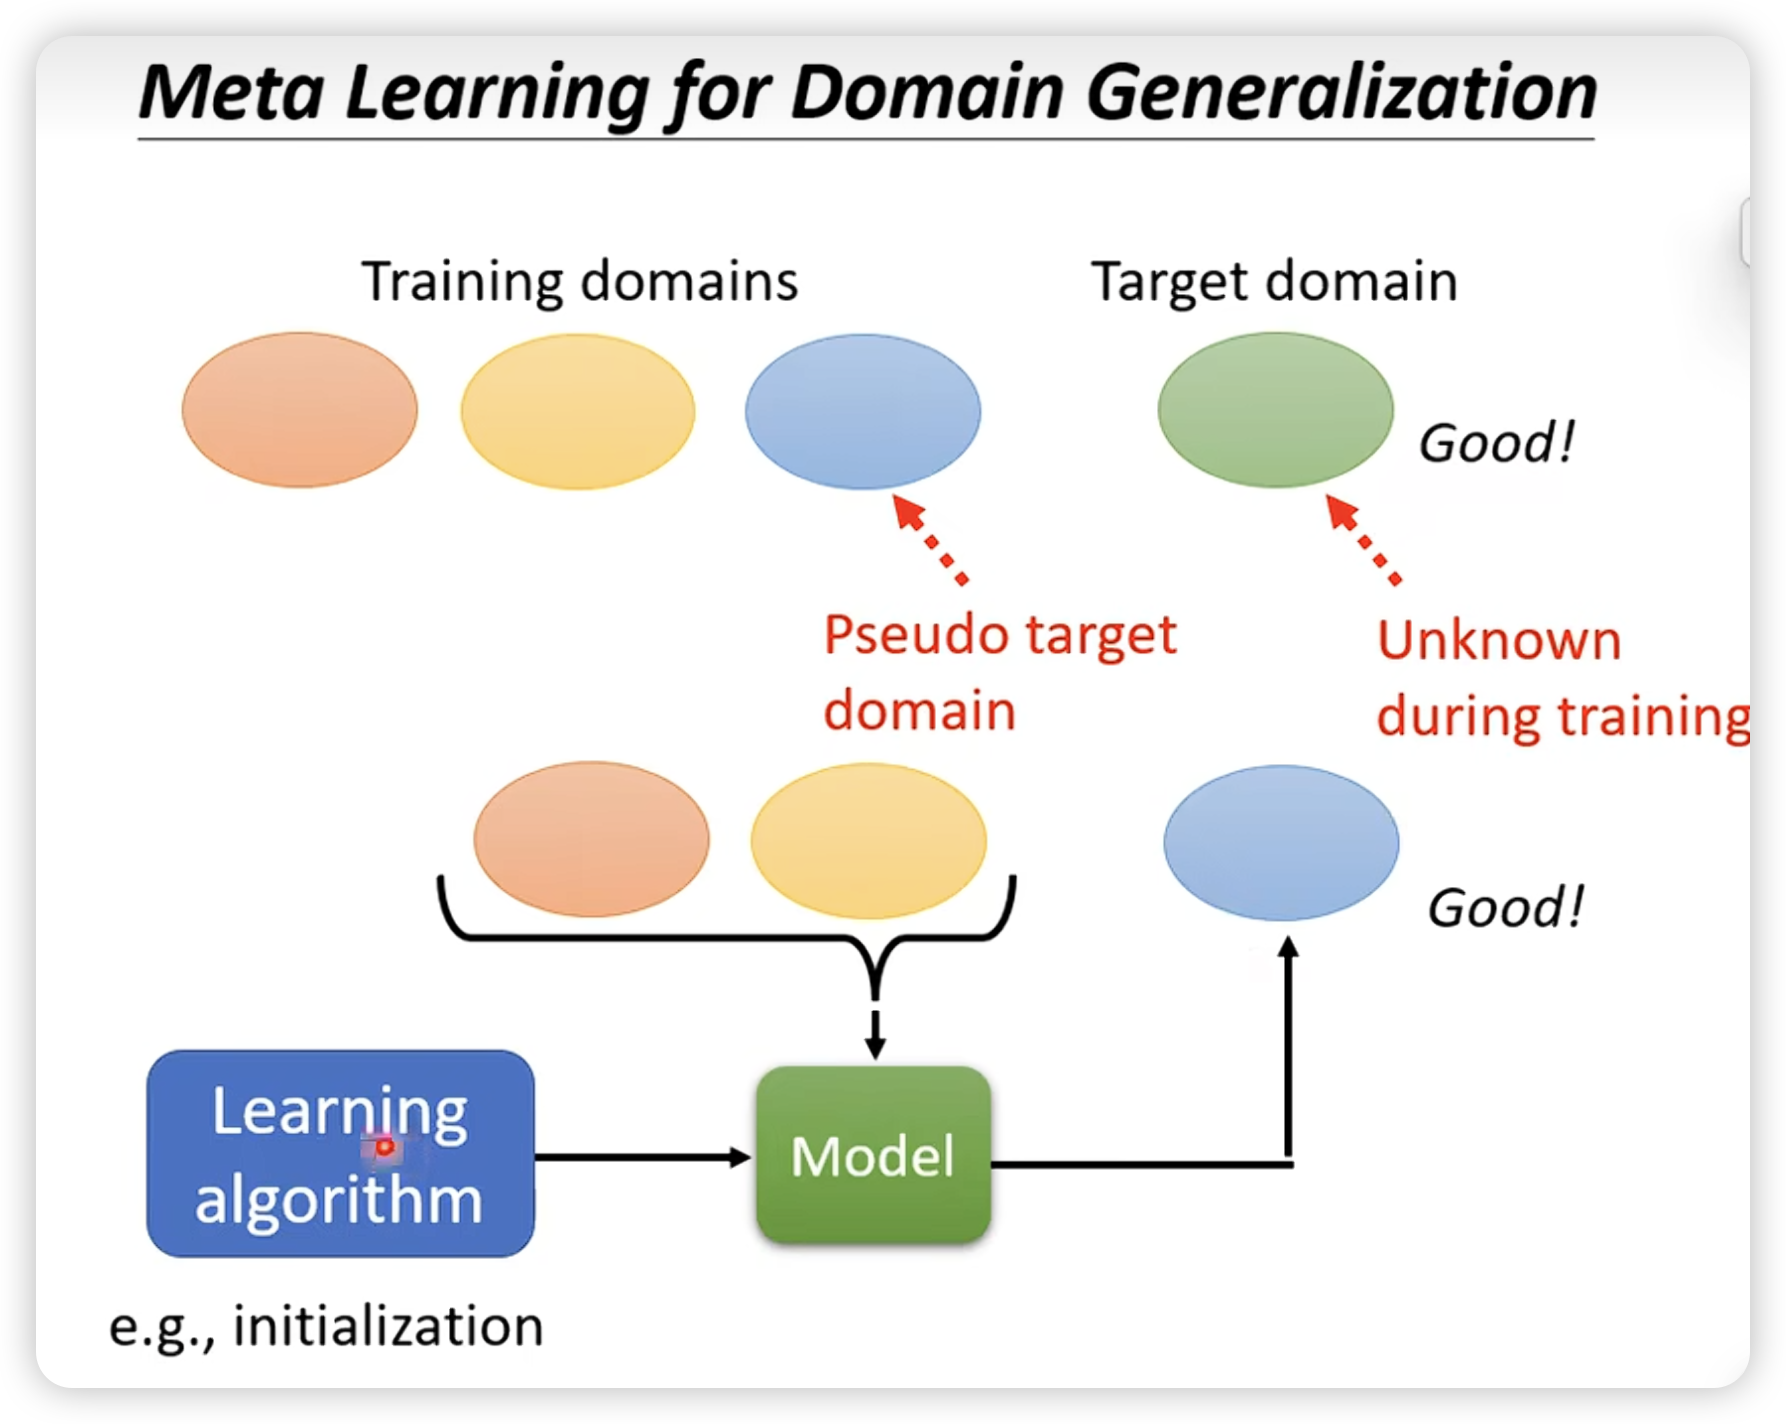 Meta Learning for Domain Generalization
Training domains
Target domain
Good!
Pseudo target
domain
Unknown
during training
Good!
Learning
algorithm
Model
e.g., initialization